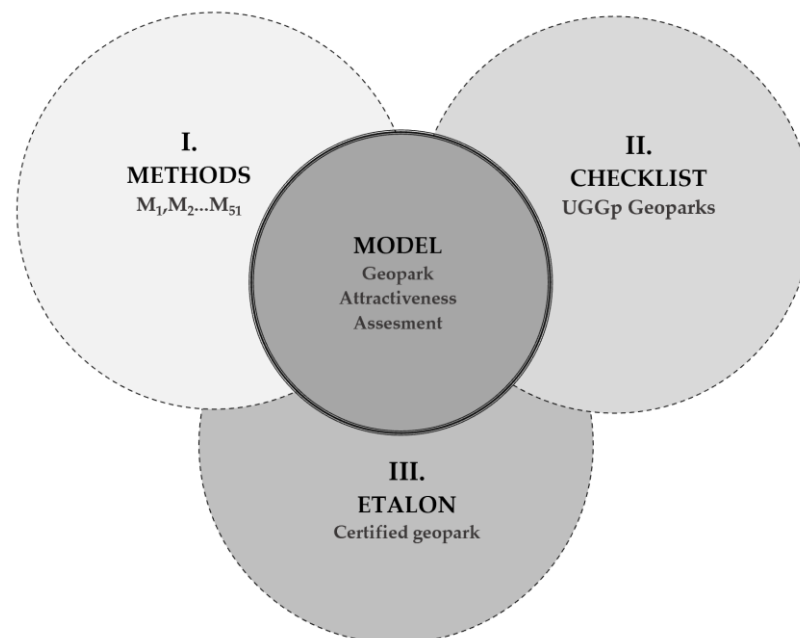 I.
METHODS
M₁,M₂...M₅₁
II.
CHECKLIST
UGGp Geoparks
MODEL
Geopark
Attractiveness
Assesment
III.
ETALON
Certified geopark